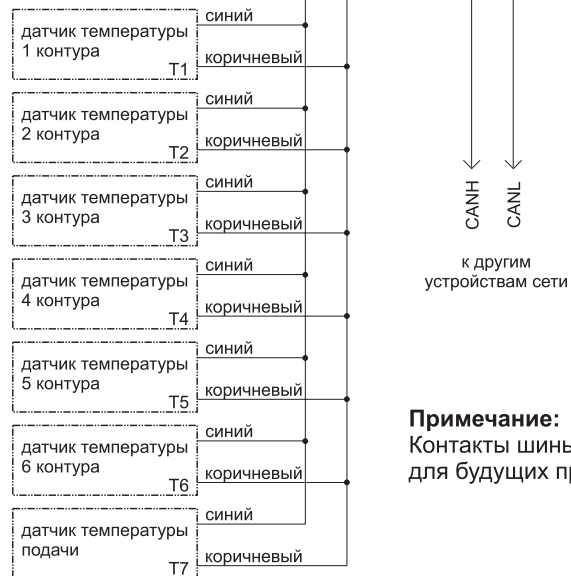 синий
датчик температуры
1 контура
T1
коричневый
синий
датчик температуры
2 контура
T2
коричневый
синий
датчик температуры
3 контура
T3
коричневый
синий
датчик температуры
4 контура
T4
коричневый
синий
датчик температуры
5 контура
T5
коричневый
синий
датчик температуры
6 контура
T6
коричневый
синий
датчик температуры
подачи
T7
коричневый
CANH
CANL
к другим
устройствам сети
Примечание:
Контакты
для будущих